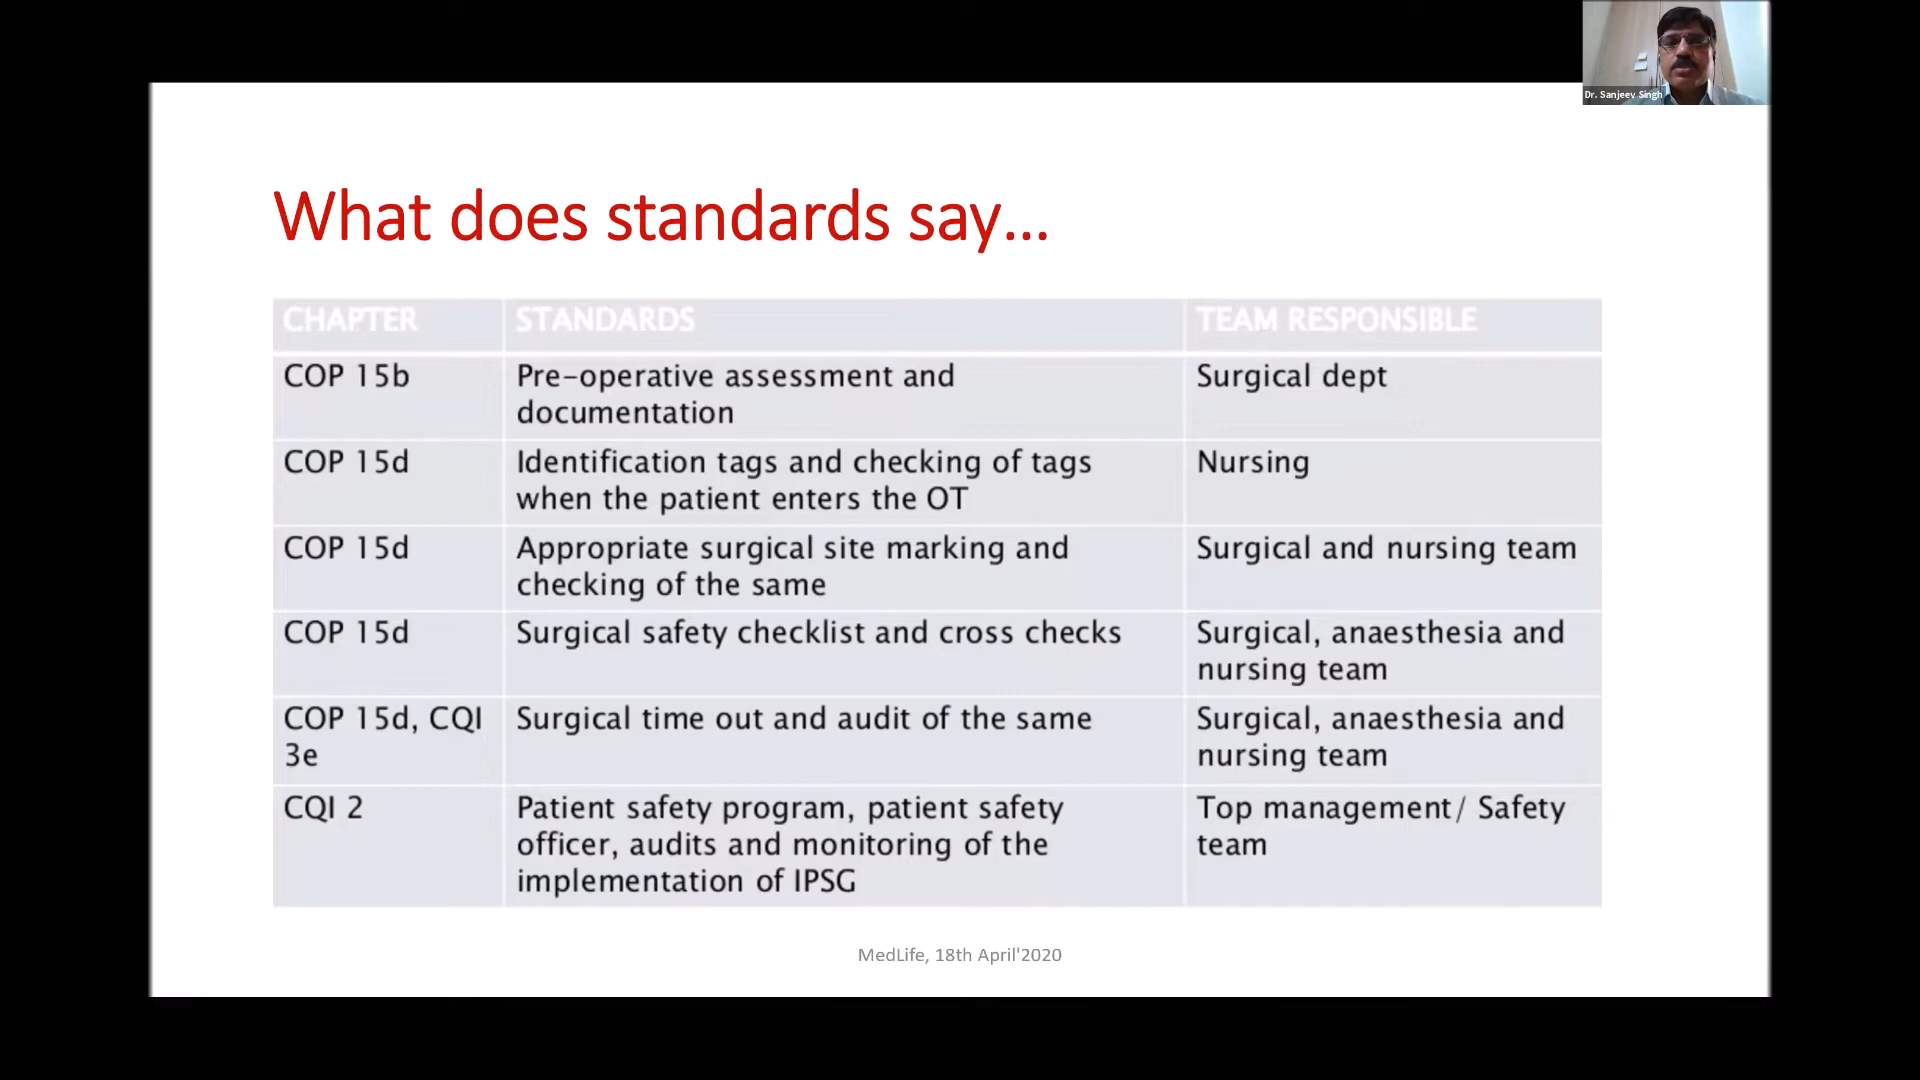 Dr. Sanjeev Singh
What does standards say...
CHAPTER STANDARDS TEAM RESPONSIBLE
COP 15b Pre-operative assessment and Surgical dept
documentation
COP 15d Identification tags and checking of tags Nursing
when the patient enters the OT
COP 15d Appropriate surgical site marking and Surgical and nursing team
checking of the same
COP 15d Surgical safety checklist and cross checks Surgical, anaesthesia and
nursing team
COP 15d, CQI Surgical time out and audit of the same Surgical, anaesthesia and
3e nursing team
CQI 2 Patient safety program, patient safety Top management/ Safety
officer, audits and monitoring of the team
implementation of IPSG
MedLife, 18th April'2020